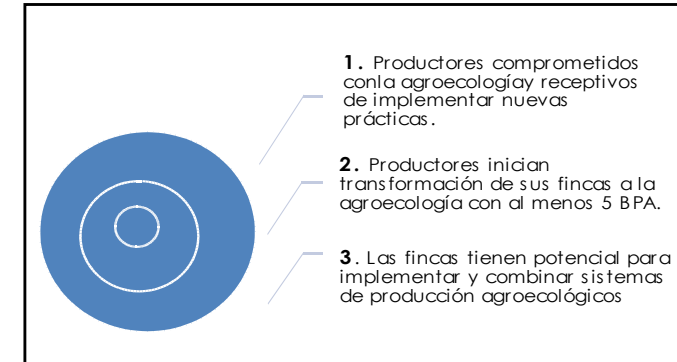 1. Productores comprometidos
conla agroecologíay receptivos
de implementar nuevas
prácticas.
2. Productores inician
transformación de sus fincas a la
agroecología con al menos 5 BPA.
3. Las fincas tienen potencial para
implementar y combinar sistemas
de producción agroecológicos